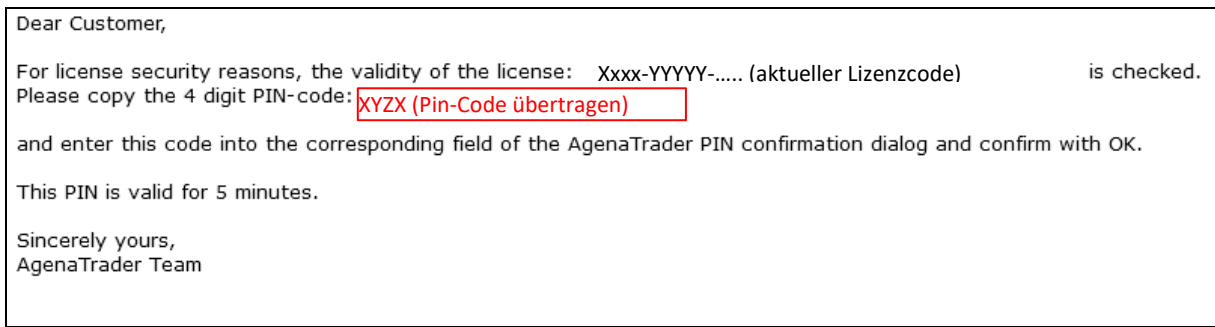 Dear Customer,
For license security reasons, the validity of the license: Xxxx-YYYYY-..... (aktueller Lizenzcode) is checked.
Please copy the 4 digit PIN-code: XYZX (Pin-Code übertragen)
and enter this code into the corresponding field of the AgenaTrader PIN confirmation dialog and confirm with OK.
This PIN is valid for 5 minutes.
Sincerely yours,
AgenaTrader Team